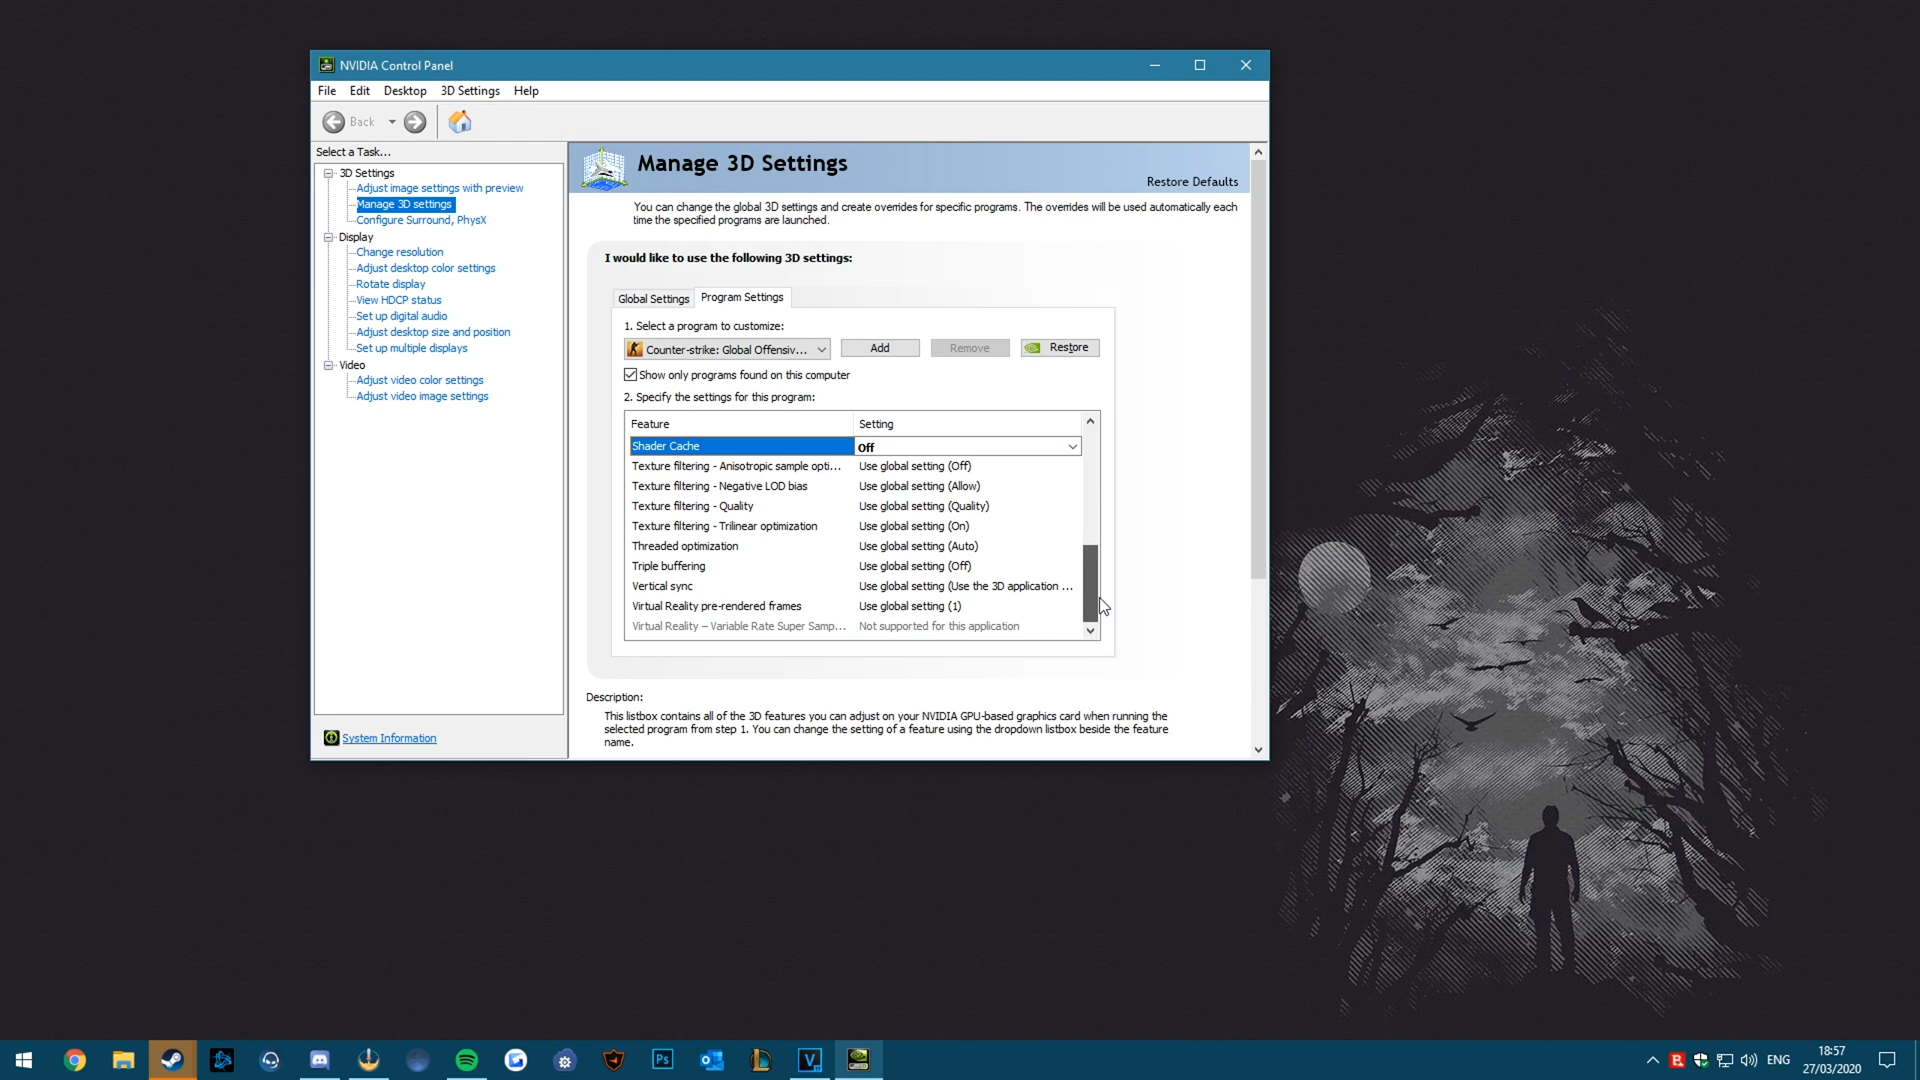 NVIDIA Control Panel
File Edit Desktop 3D Settings Help
Back
Select a Task...
3D Settings
Adjust image settings with preview
Manage 3D settings
Configure Surround, PhysX
Display
Change resolution
Adjust desktop color settings
Rotate display
View HDCP status
Set up digital audio
Adjust desktop size and position
Set up multiple displays
Video
Adjust video color settings
Adjust video image settings
System Information
Manage 3D Settings
Restore Defaults
You can change the global 3D settings and create overrides for specific programs. The overrides will be used automatically each
time the specified programs are launched.
I would like to use the following 3D settings:
Global Settings Program Settings
1. Select a program to customize:
Counter-strike: Global Offensiv... Add Remove Restore
Show only programs found on this computer
2. Specify the settings for this program:
Feature Setting
Shader Cache Off
Texture filtering - Anisotropic sample opti... Use global setting (Off)
Texture filtering - Negative LOD bias Use global setting (Allow)
Texture filtering - Quality Use global setting (Quality)
Texture filtering - Trilinear optimization Use global setting (On)
Threaded optimization Use global setting (Auto)
Triple buffering Use global setting (Off)
Vertical sync Use global setting (Use the 3D application ...
Virtual Reality pre-rendered frames Use global setting (1)
Virtual Reality – Variable Rate Super Samp... Not supported for this application
Description:
This listbox contains all of the 3D features you can adjust on your NVIDIA GPU-based graphics card when running the
selected program from step 1. You can change the setting of a feature using the dropdown listbox beside the feature
name.
Ps
ENG
18:57
27/03/2020